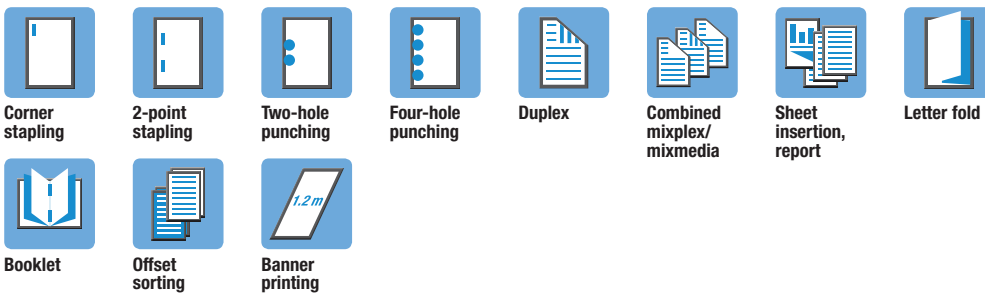 Corner
stapling
2-point
stapling
Two-hole
punching
Four-hole
punching
Duplex
Combined
mixplex/
mixmedia
Sheet
insertion,
report
Letter fold
1.2 m
Booklet
Offset
sorting
Banner
printing